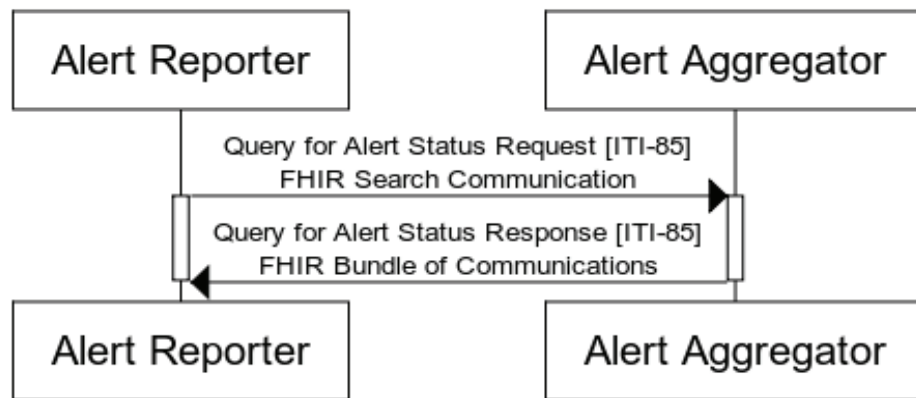 Alert Reporter
Alert Aggregator
Query for Alert Status Request [ITI-85]
FHIR Search Communication
Query for Alert Status Response [ITI-85]
FHIR Bundle of Communications
Alert Reporter
Alert Aggregator